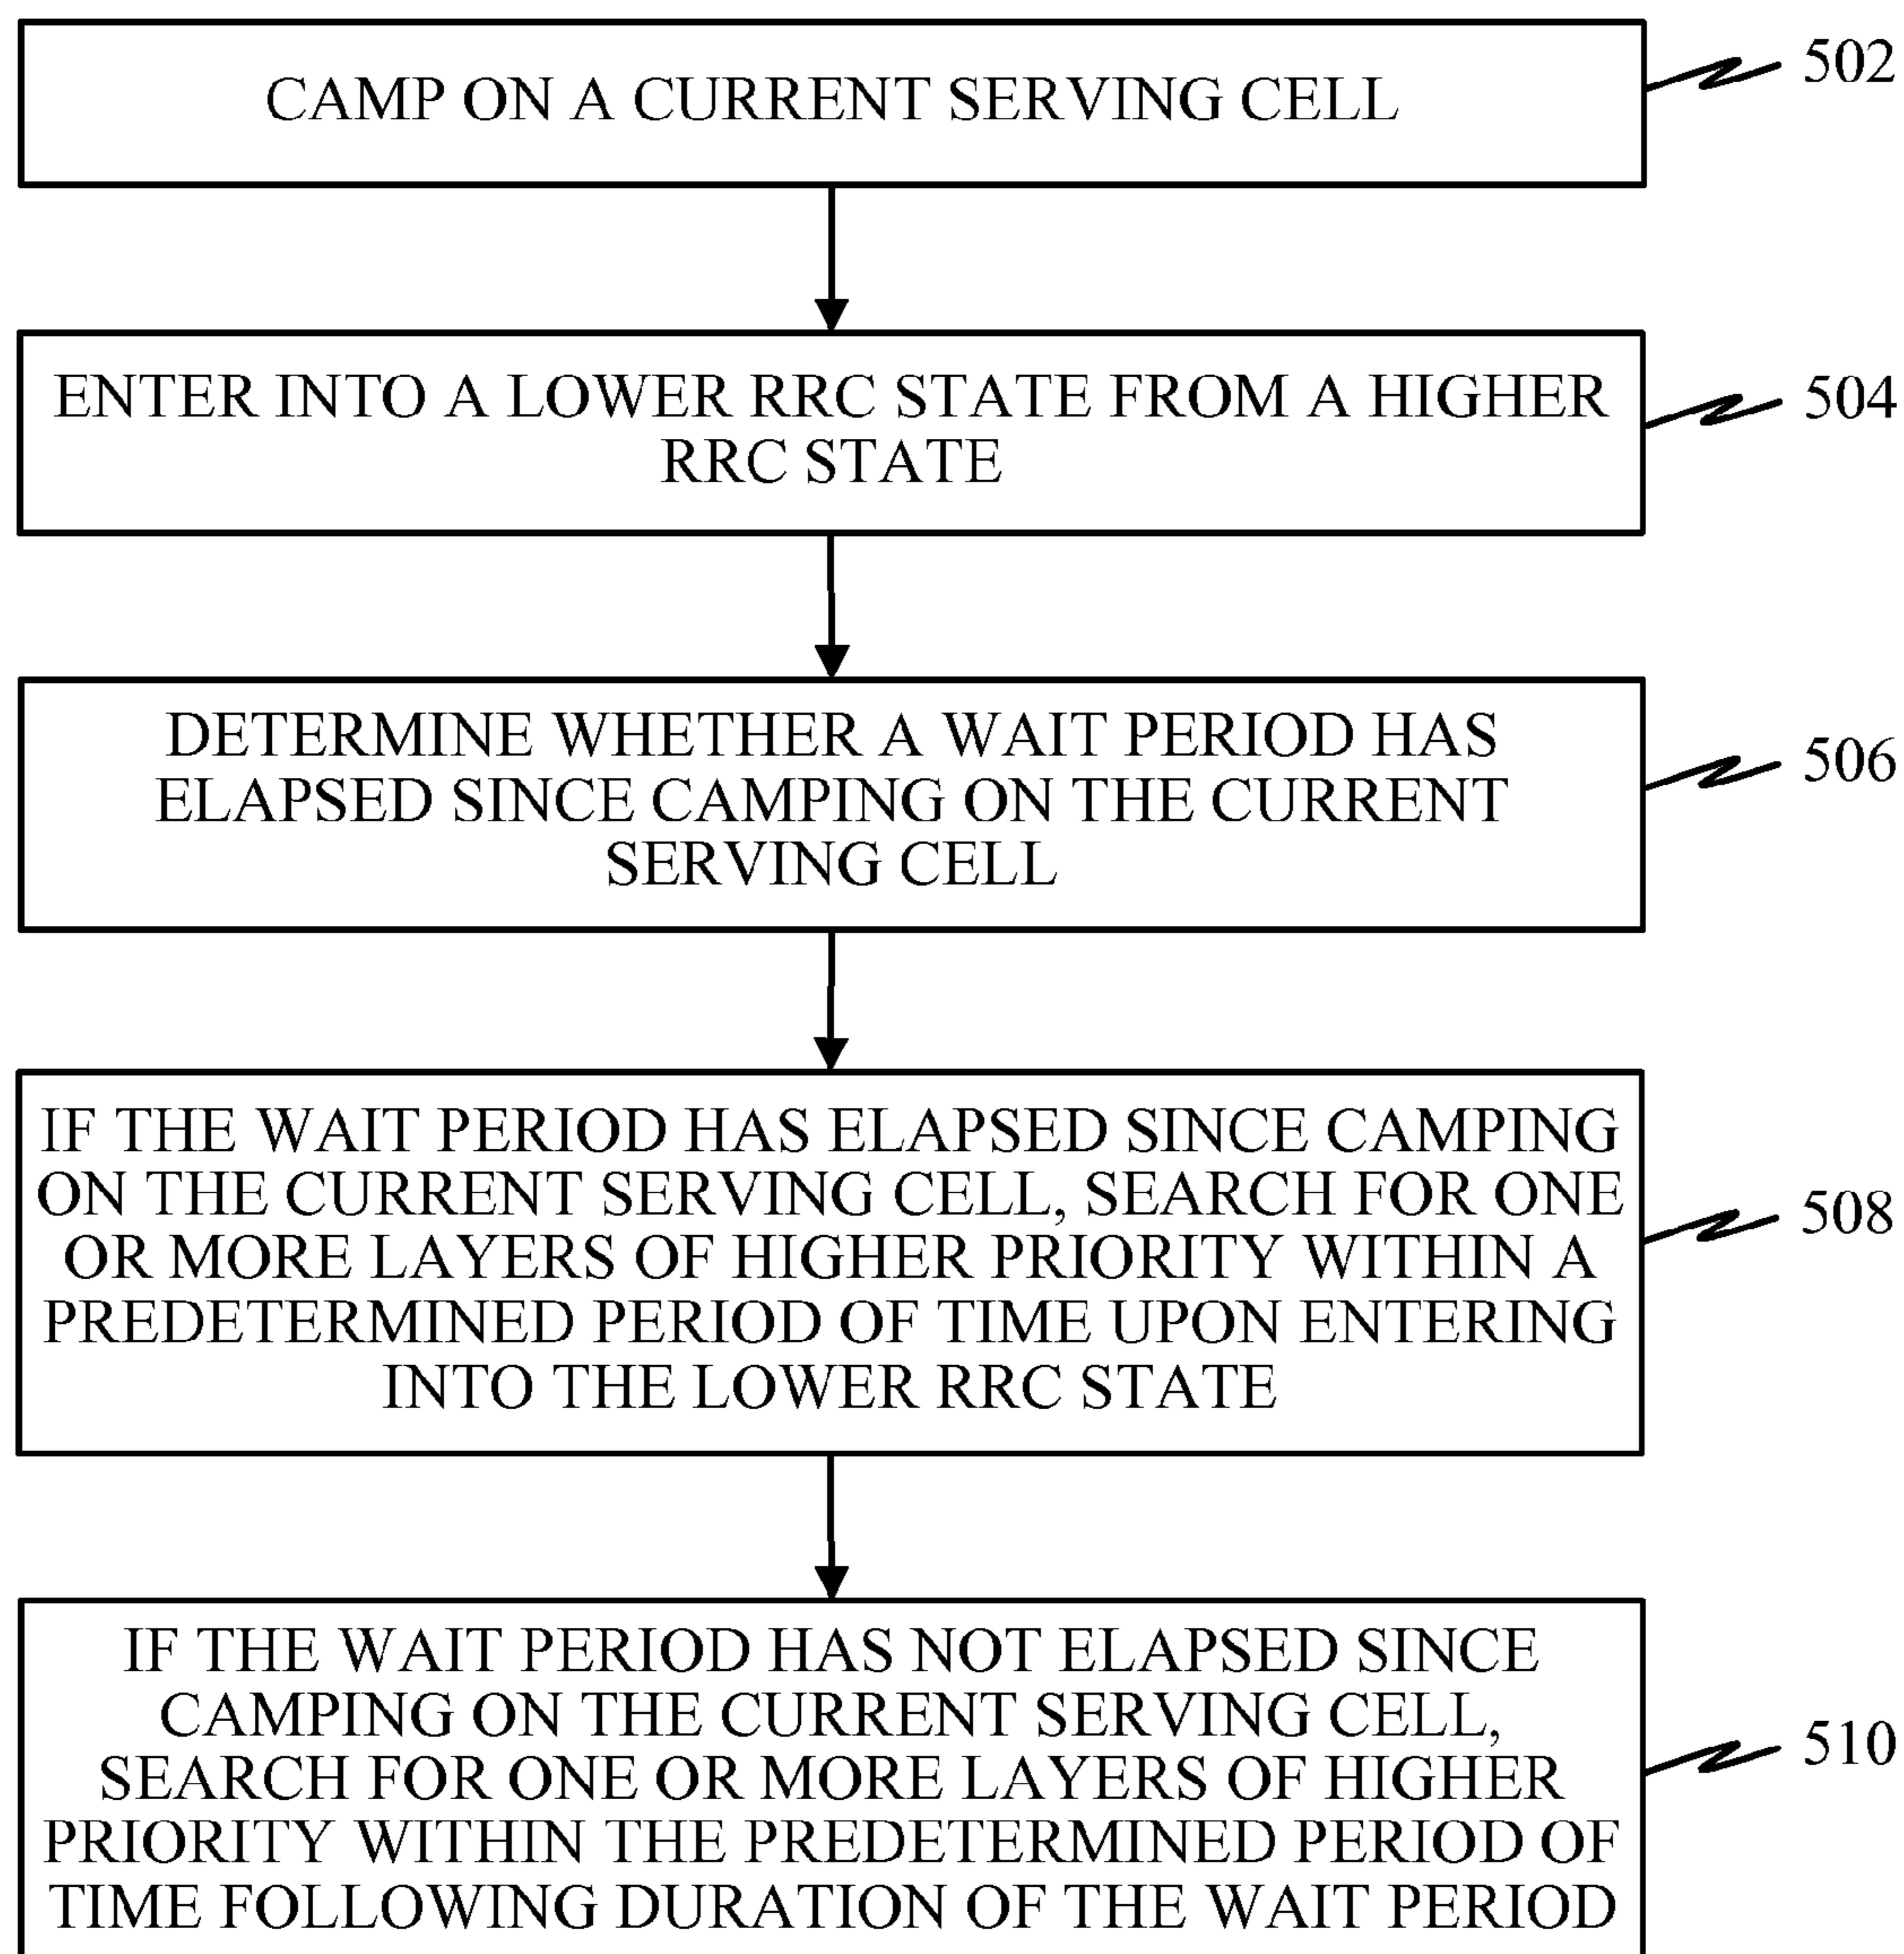 CAMP ON A CURRENT SERVING CELL
502
ENTER INTO A LOWER RRC STATE FROM A HIGHER
RRC STATE
504
DETERMINE WHETHER A WAIT PERIOD HAS
ELAPSED SINCE CAMPING ON THE CURRENT
SERVING CELL
506
IF THE WAIT PERIOD HAS ELAPSED SINCE CAMPING
ON THE CURRENT SERVING CELL, SEARCH FOR ONE
OR MORE LAYERS OF HIGHER PRIORITY WITHIN A
PREDETERMINED PERIOD OF TIME UPON ENTERING
INTO THE LOWER RRC STATE
508
IF THE WAIT PERIOD HAS NOT ELAPSED SINCE
CAMPING ON THE CURRENT SERVING CELL,
SEARCH FOR ONE OR MORE LAYERS OF HIGHER
PRIORITY WITHIN THE PREDETERMINED PERIOD OF
TIME FOLLOWING DURATION OF THE WAIT PERIOD
510